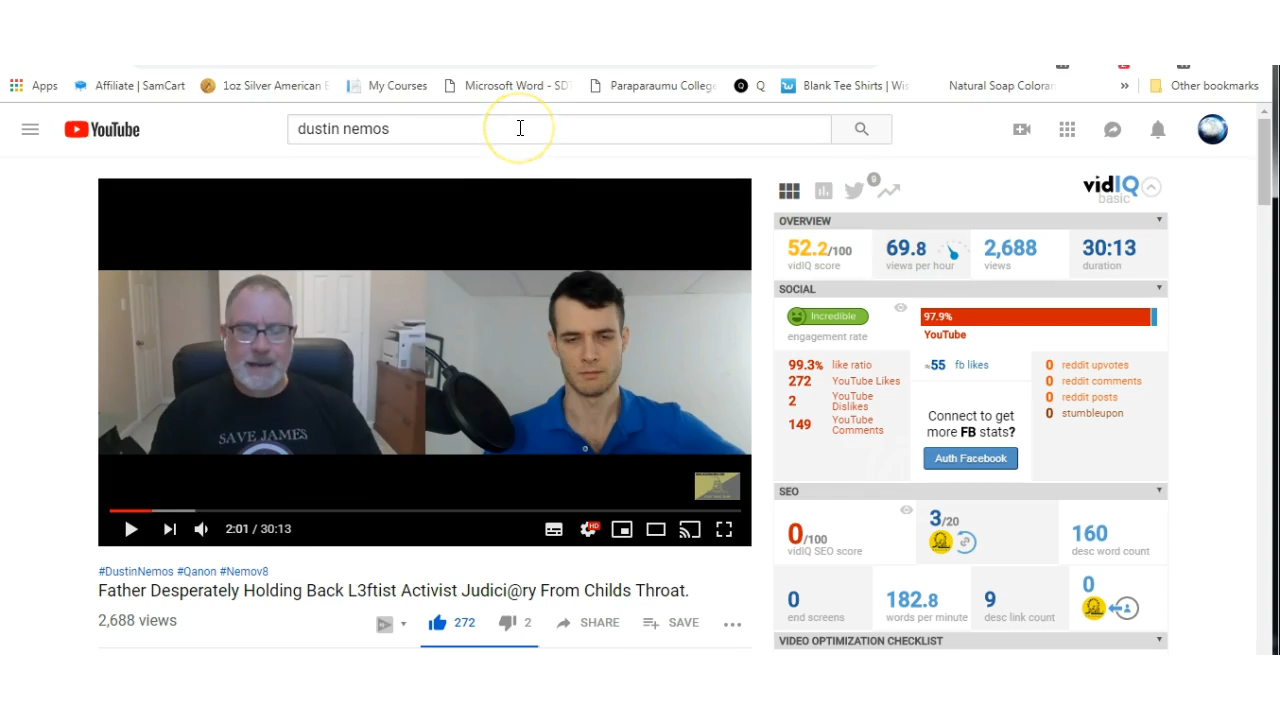 Apps Affiliate | SamCart 1oz Silver American E My Courses Microsoft Word - SDT Paraparaumu College Q Blank Tee Shirts | Wis Natural Soap Coloran » Other bookmarks
YouTube dustin nemos
vidIQ
basic
9
OVERVIEW
52.2/100 69.8 2,688 30:13
vidIQ score views per hour views duration
SOCIAL
Incredible 97.9%
engagement rate YouTube
99.3% like ratio ≈55 fb likes 0 reddit upvotes
272 YouTube Likes 0 reddit comments
2 YouTube Dislikes 0 reddit posts
149 YouTube Comments 0 stumbleupon
Connect to get
more FB stats?
Auth Facebook
SAVE JAMES
SEO
0/100 3/20 160
vidIQ SEO score desc word count
0 182.8 9 0
end screens words per minute desc link count
VIDEO OPTIMIZATION CHECKLIST
2:01 / 30:13 HD
#DustinNemos #Qanon #Nemov8
Father Desperately Holding Back L3ftist Activist Judici@ry From Childs Throat.
2,688 views 272 2 SHARE SAVE